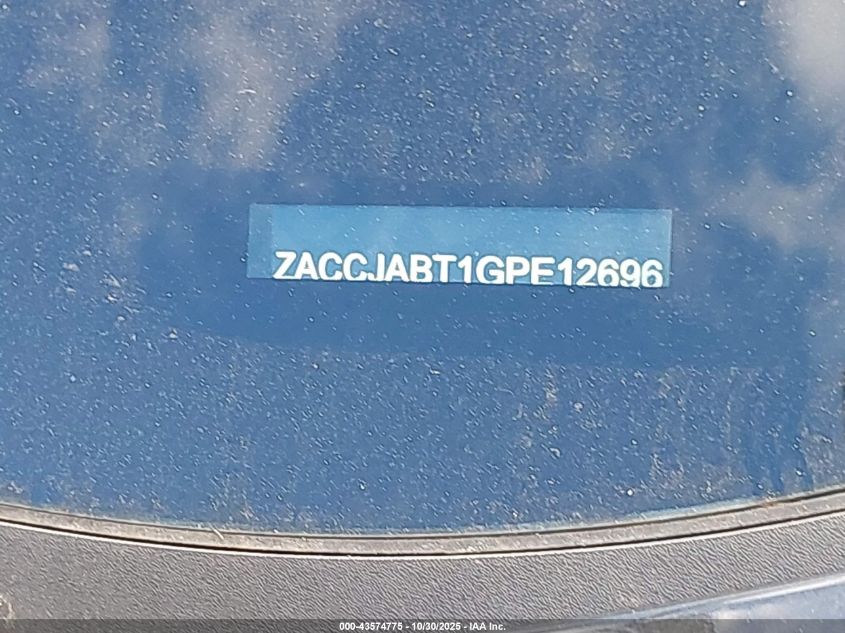 ZACCJABT1GPE12696
000-43574775 - 10/30/2025 - IAA Inc.